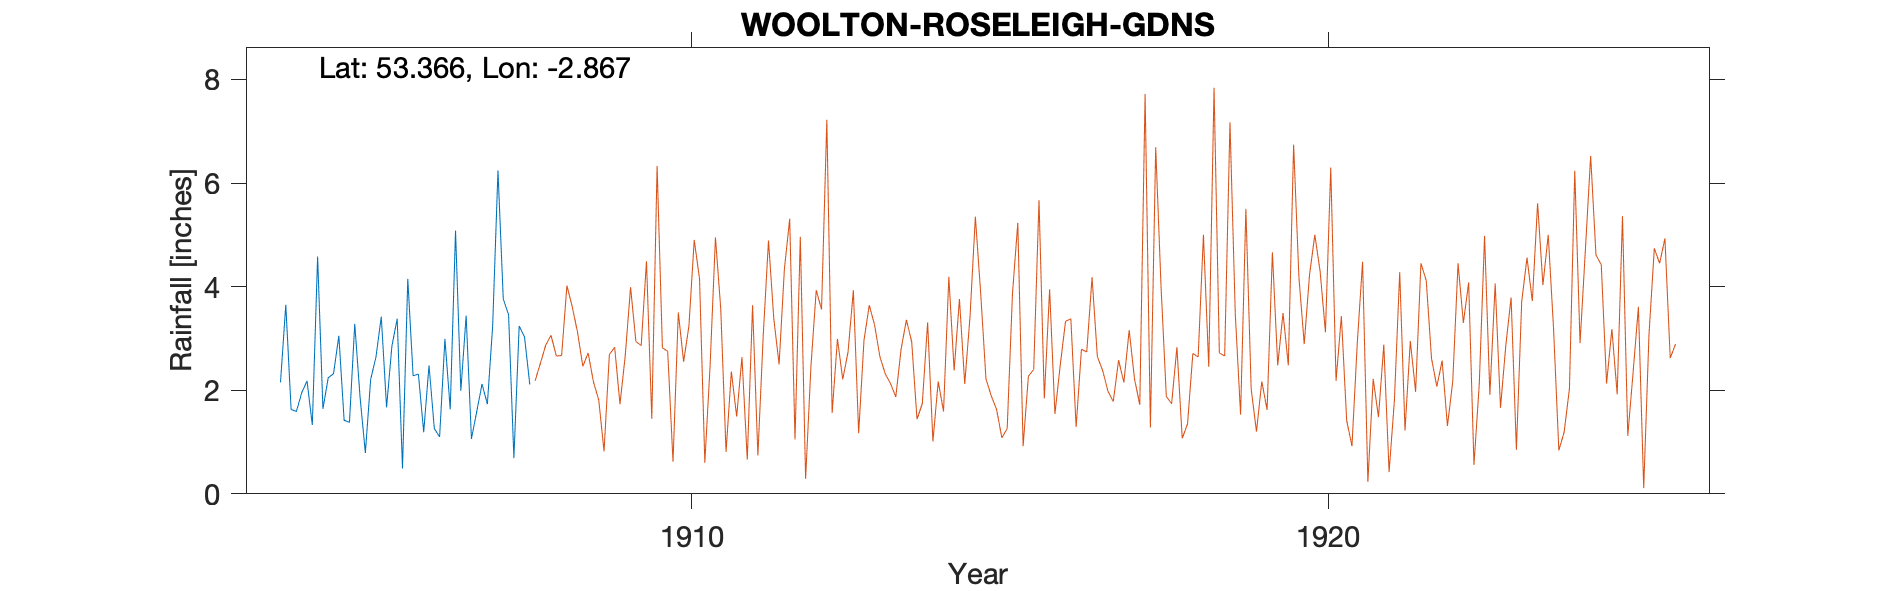 WOOLTON-ROSELEIGH-GDNS
Lat: 53.366, Lon: -2.867
8
6
4
2
0
Rainfall [inches]
1910
1920
Year